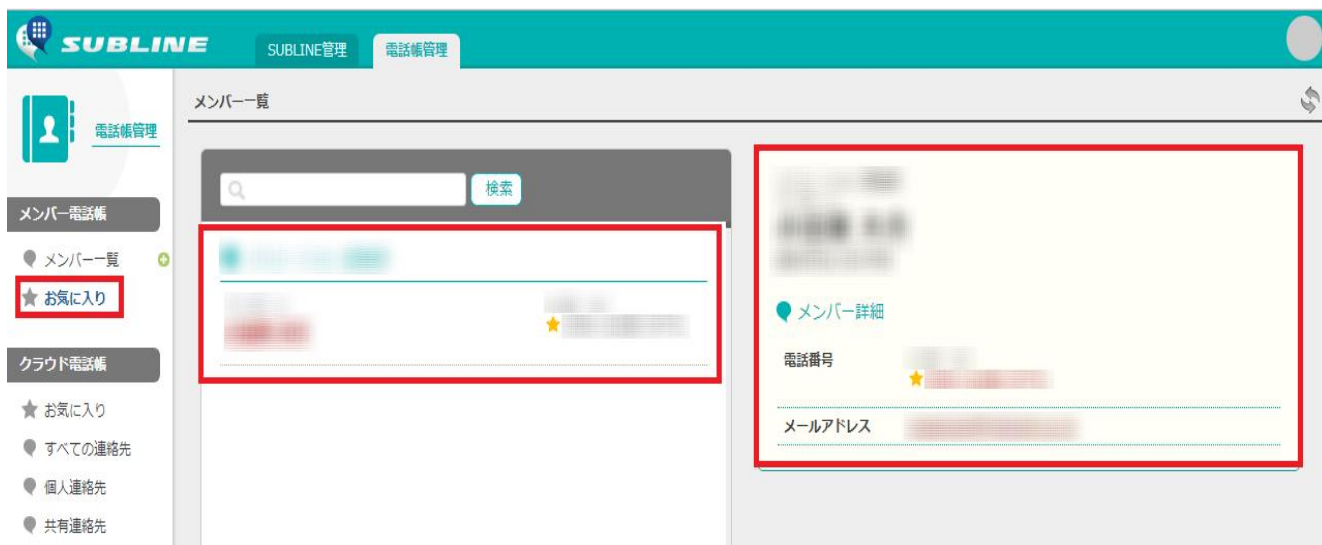 SUBLINE
SUBLINE管理
電話帳管理
電話帳管理
メンバー一覧
検索
メンバー電話帳
メンバー一覧
お気に入り
クラウド電話帳
お気に入り
すべての連絡先
個人連絡先
共有連絡先
メンバー詳細
電話番号
メールアドレス